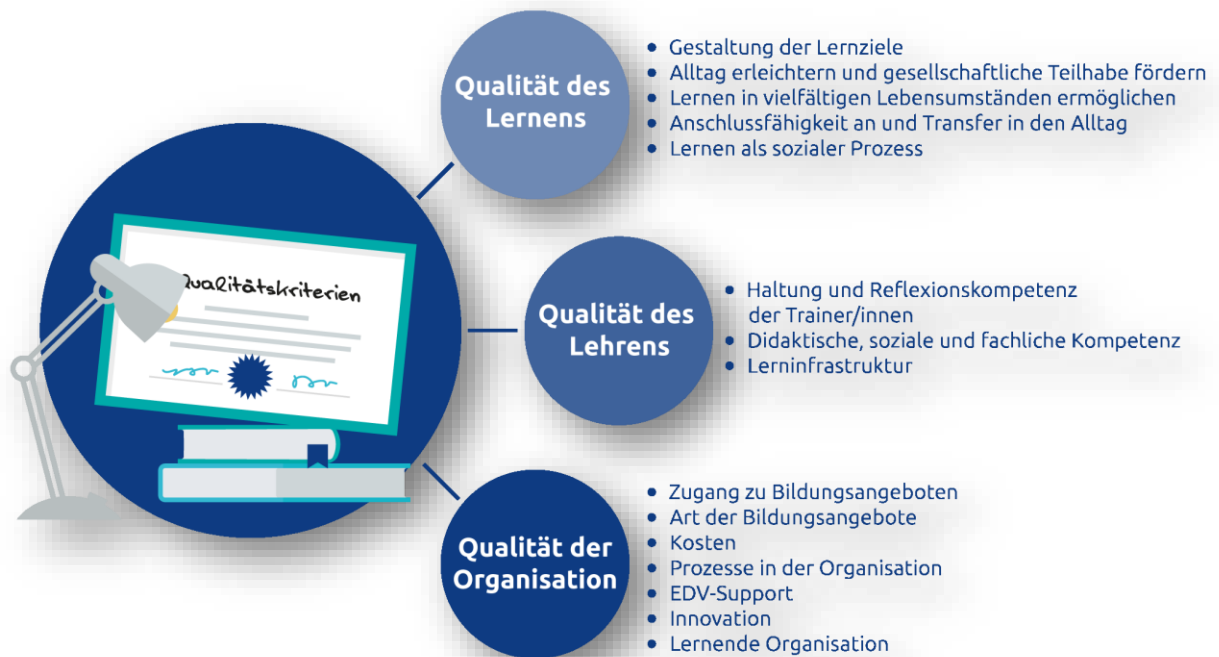 Qualitätskriterien
Qualität des
Lernens
• Gestaltung der Lernziele
• Alltag erleichtern und gesellschaftliche Teilhabe fördern
• Lernen in vielfältigen Lebensumständen ermöglichen
• Anschlussfähigkeit an und Transfer in den Alltag
• Lernen als sozialer Prozess
Qualität des
Lehrens
• Haltung und Reflexionskompetenz
der Trainer/innen
• Didaktische, soziale und fachliche Kompetenz
• Lerninfrastruktur
Qualität der
Organisation
• Zugang zu Bildungsangeboten
• Art der Bildungsangebote
• Kosten
• Prozesse in der Organisation
• EDV-Support
• Innovation
• Lernende Organisation